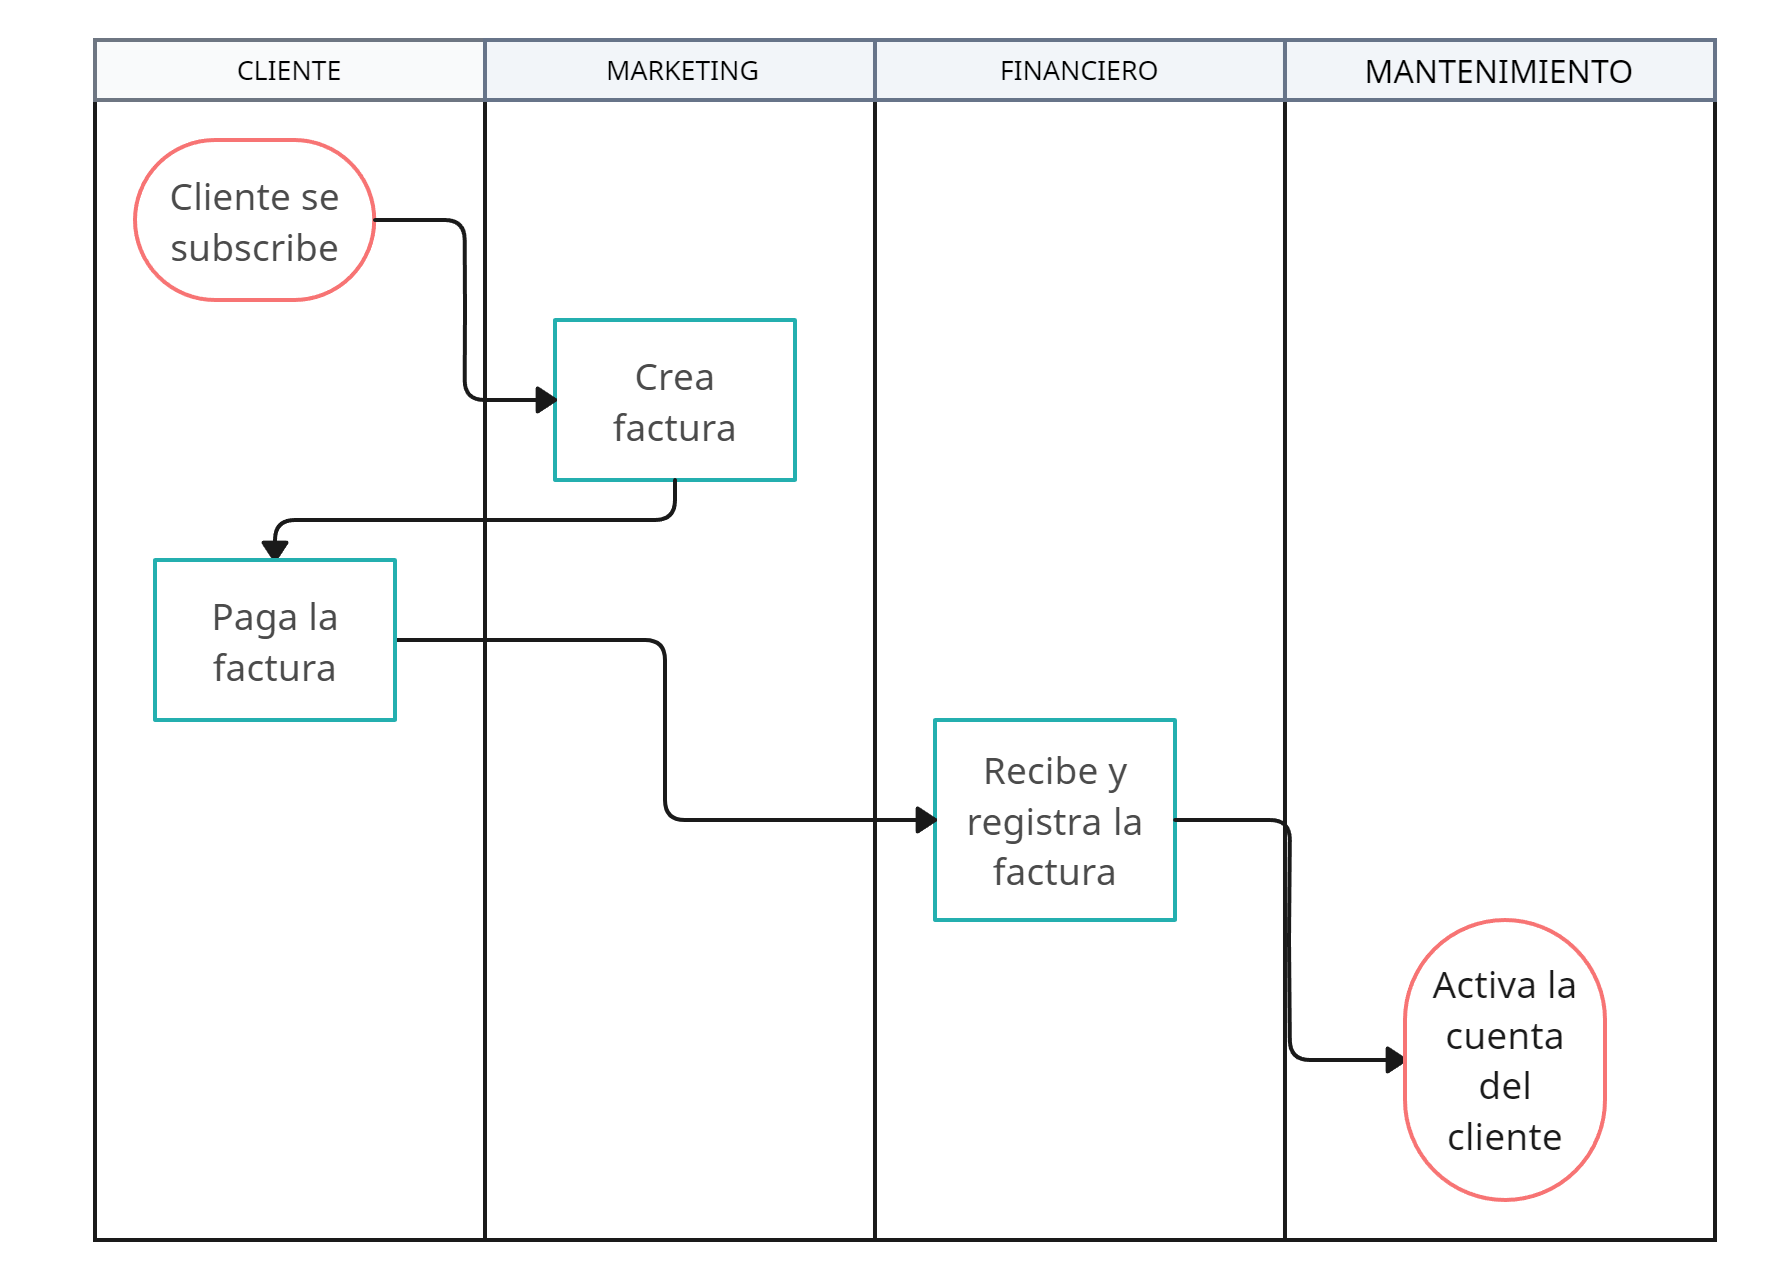 CLIENTE
MARKETING
FINANCIERO
MANTENIMIENTO
Cliente se
subscribe
Crea
factura
Paga la
factura
Recibe y
registra la
factura
Activa la
cuenta
del
cliente